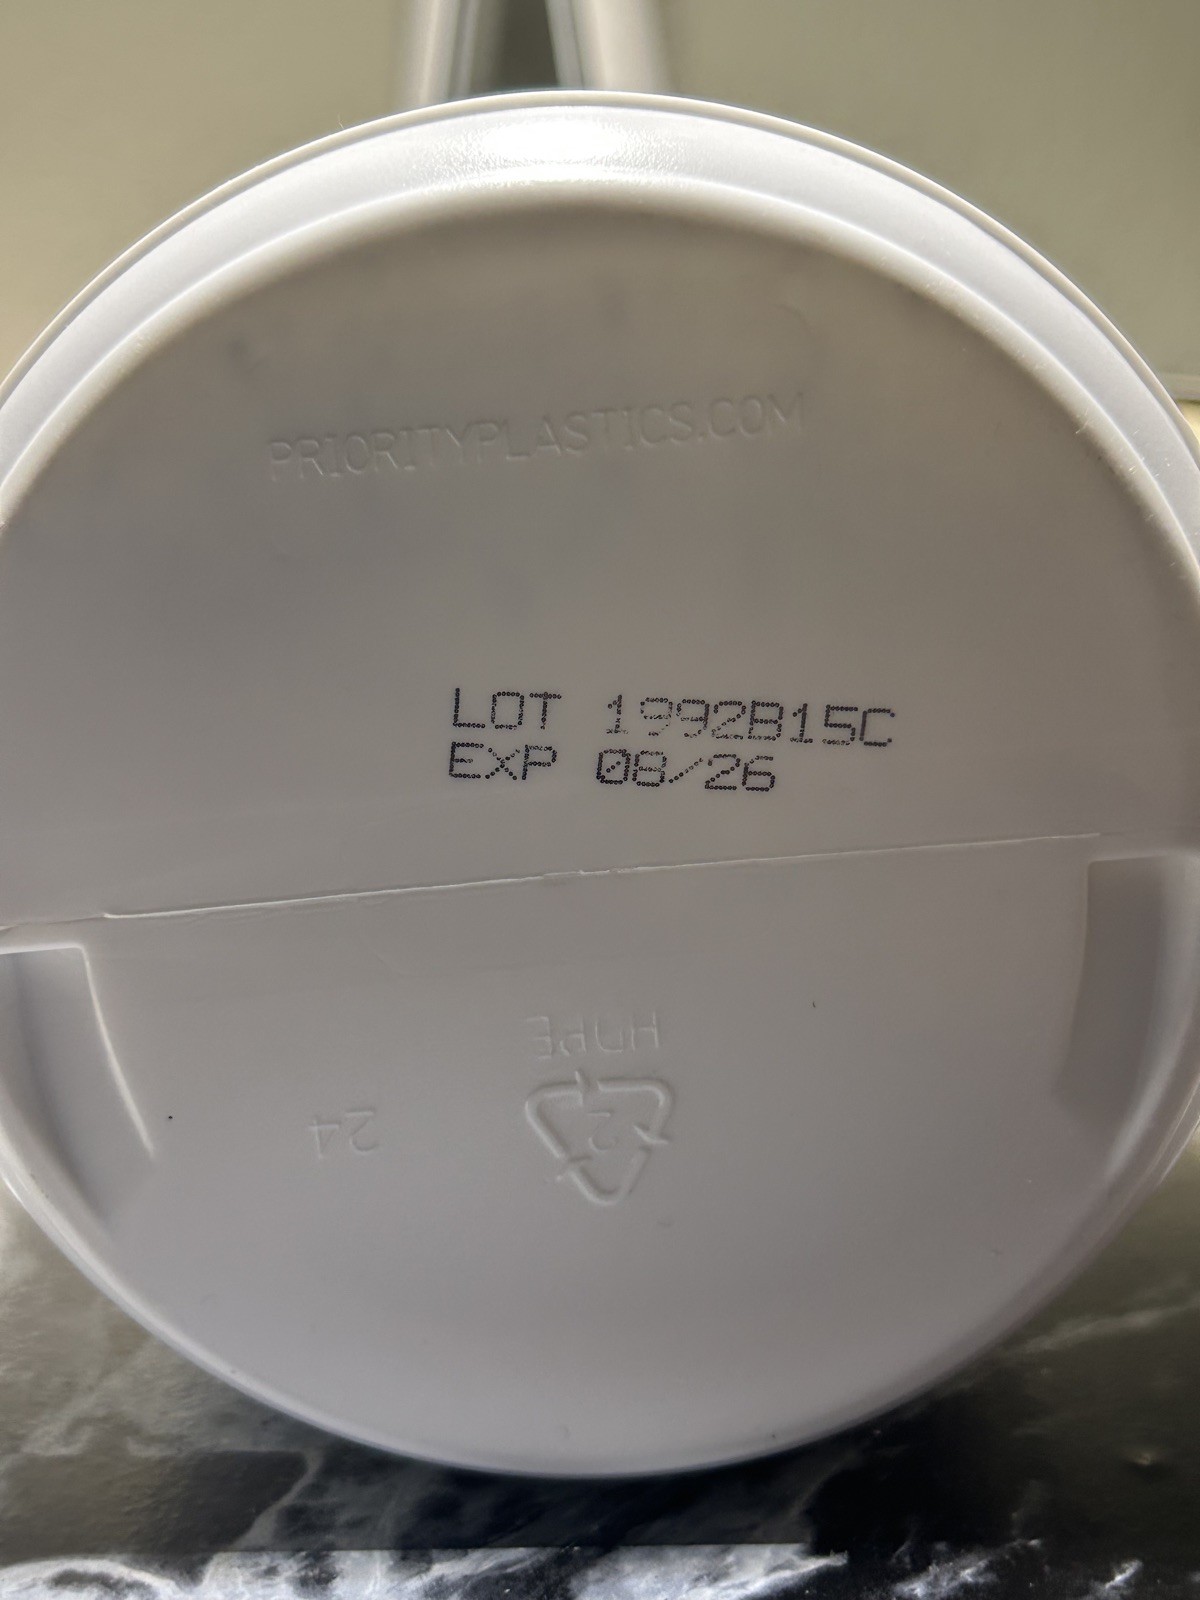 PRIORITYPLASTICS.COM
LOT 1992B15C
EXP 08/26
HDPE
2
24